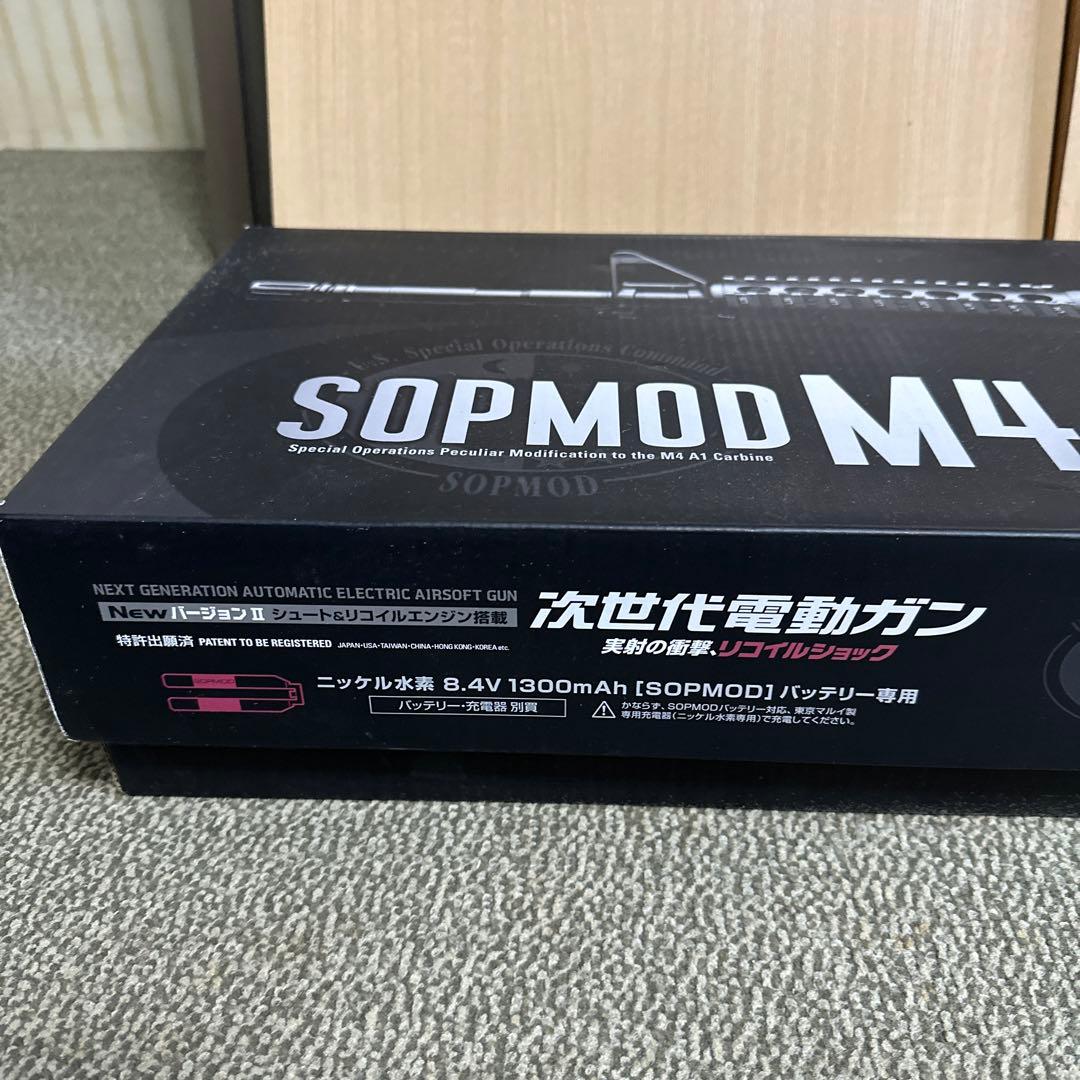 U.S. Special Operations Command
SOPMOD M4
Special Operations Peculiar Modification to the M4 A1 Carbine
SOPMOD
NEXT GENERATION AUTOMATIC ELECTRIC AIRSOFT GUN
New バージョンⅡ シュート&リコイルエンジン搭載
次世代電動ガン
実射の衝撃、リコイルショック
特許出願済 PATENT TO BE REGISTERED JAPAN・USA・TAIWAN・CHINA・HONG KONG・KOREA etc.
SOPMOD
ニッケル水素 8.4V 1300mAh [SOPMOD] バッテリー専用
バッテリー・充電器 別買
かならず、SOPMODバッテリー対応、東京マルイ製
専用充電器(ニッケル水素専用)で充電してください。